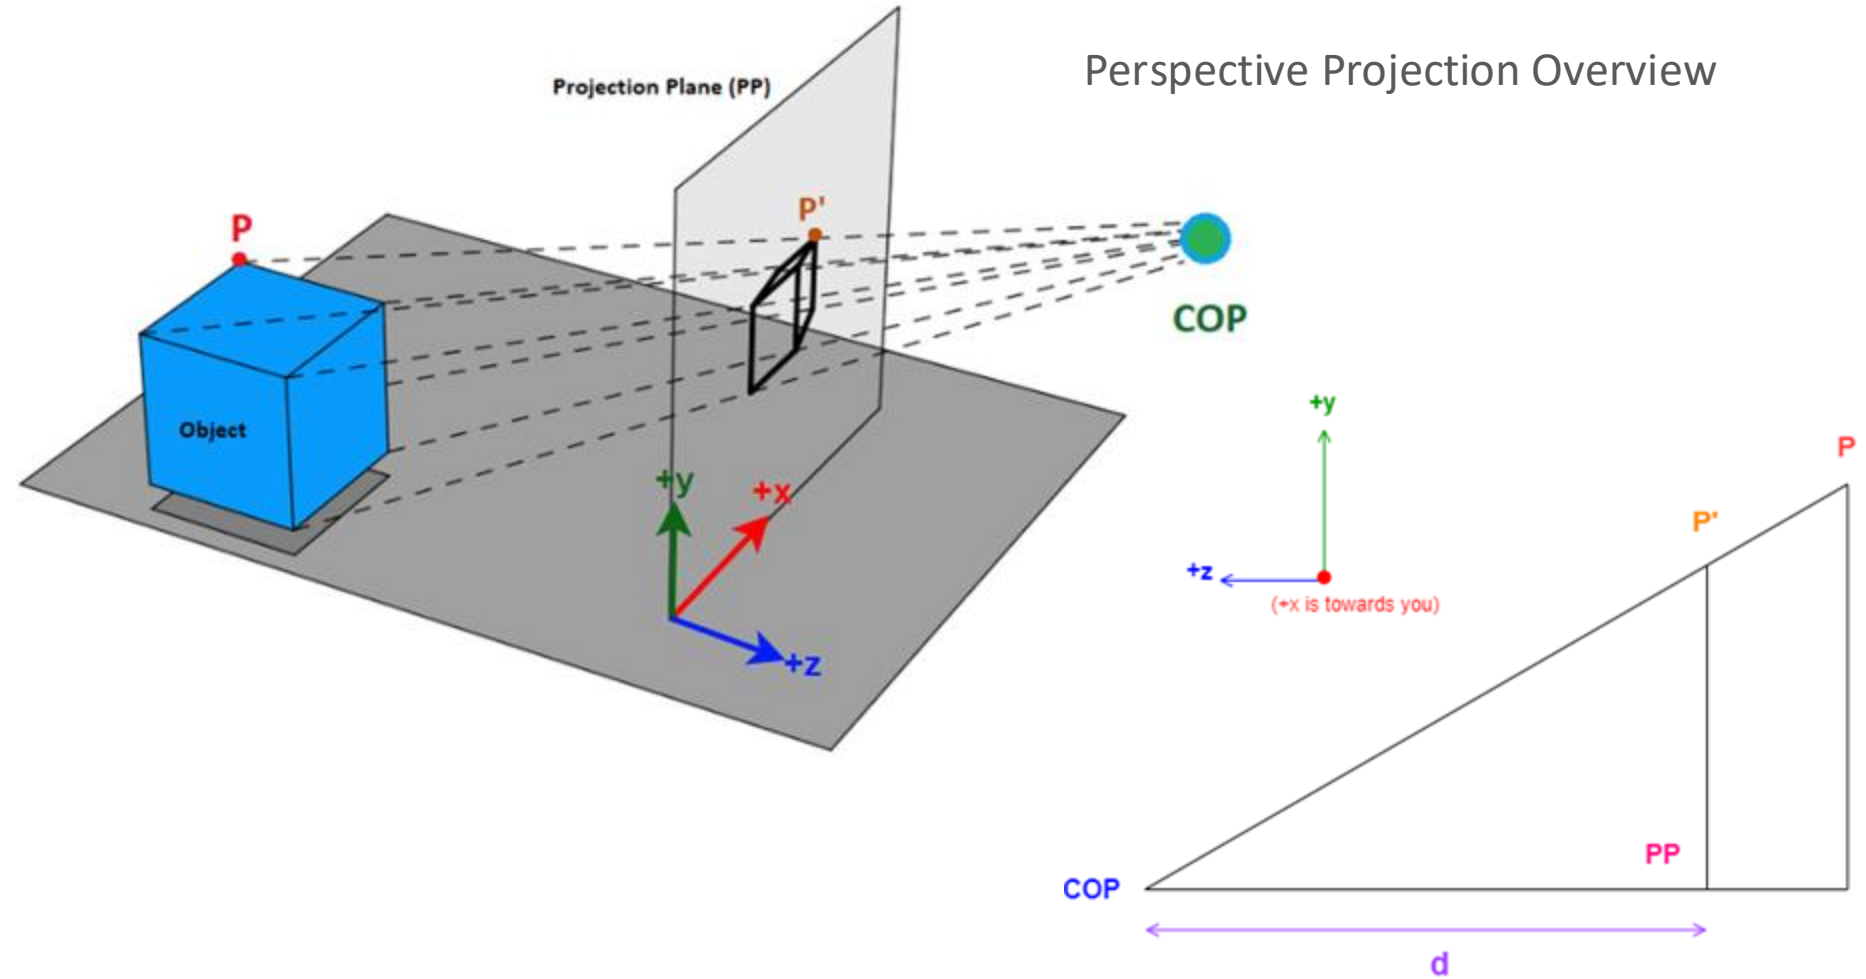 Perspective Projection Overview
Projection Plane (PP)
P
P'
COP
Object
+y
+x
+z
+y
+z
(+x is towards you)
P
P'
PP
COP
d